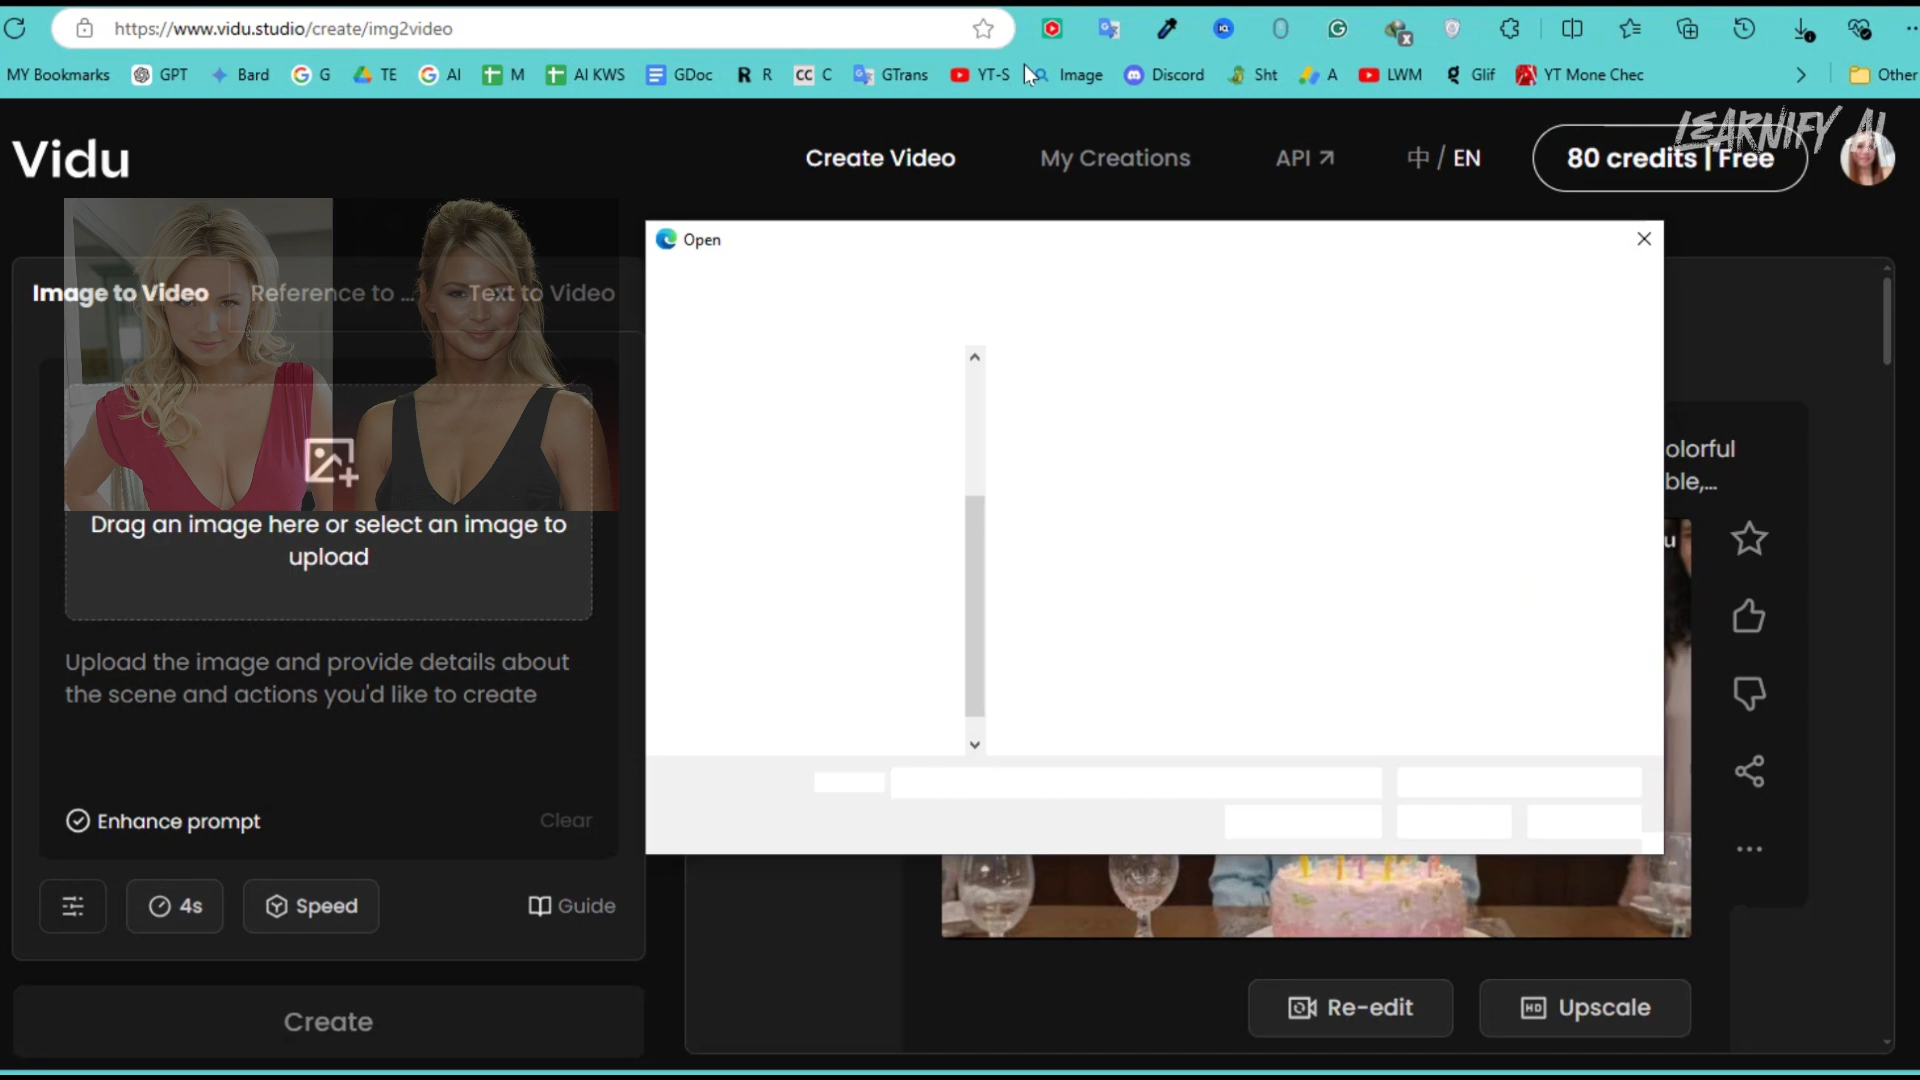 https://www.vidu.studio/create/img2video
MY Bookmarks GPT Bard G TE AI M AI KWS GDoc R R CC C GTrans YT-S Image Discord Sht A LWM Glif YT Mone Chec Other
LEARNIFY AI
Vidu Create Video My Creations API 中 / EN 80 credits | Free
Open
Image to Video Reference to ... Text to Video
olorful
ble,...
u
Drag an image here or select an image to
upload
Upload the image and provide details about
the scene and actions you'd like to create
Enhance prompt Clear
4s Speed Guide
Create
Re-edit HD Upscale